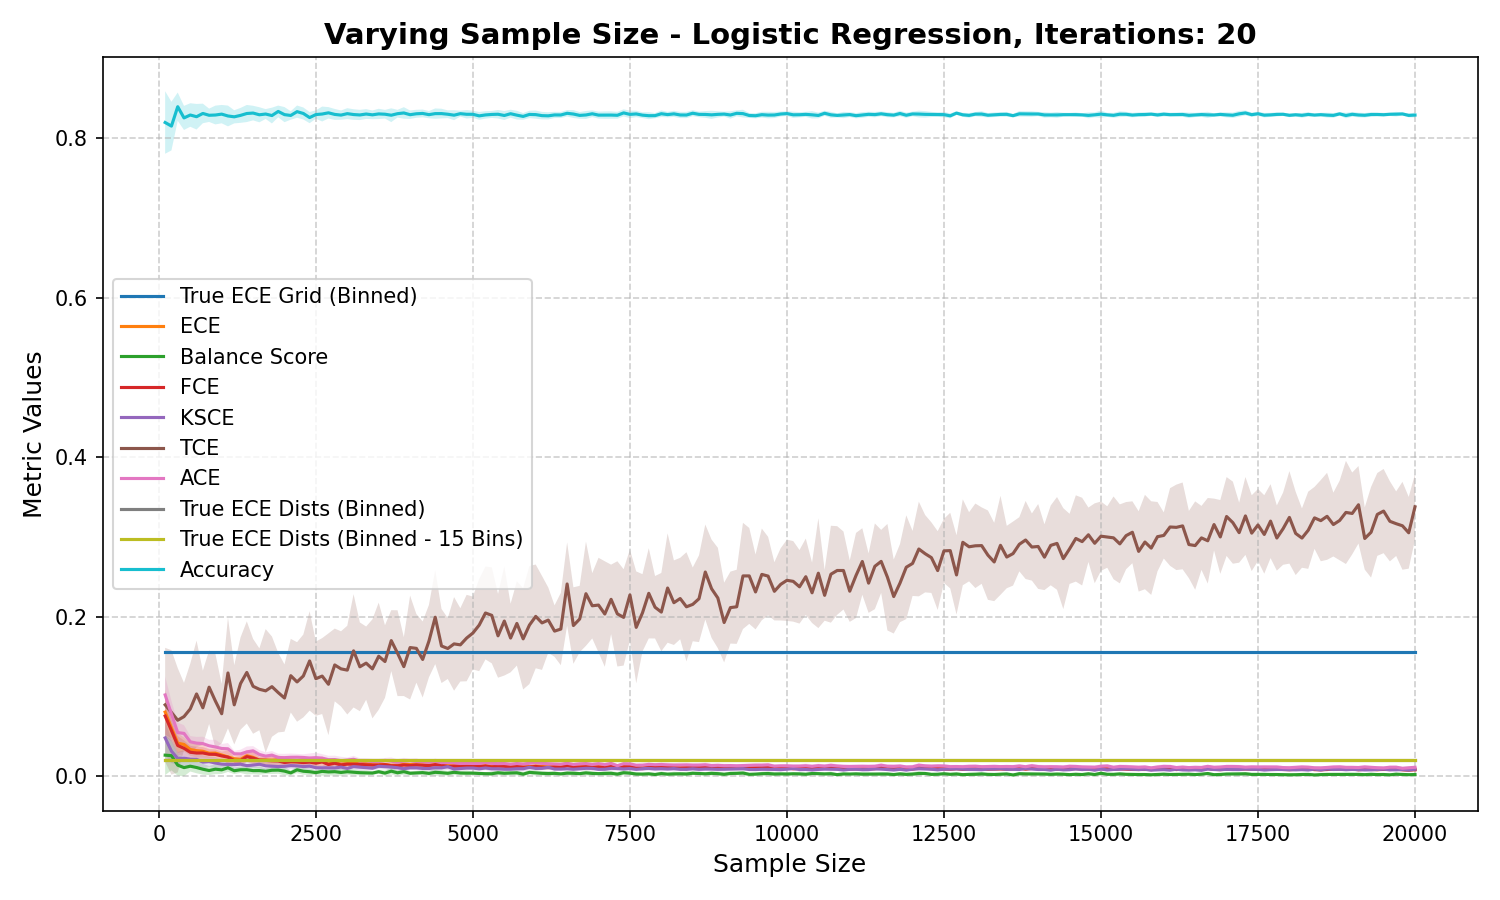 Varying Sample Size - Logistic Regression, Iterations: 20
Metric Values
0.8
0.6
0.4
0.2
0.0
True ECE Grid (Binned)
ECE
Balance Score
FCE
KSCE
TCE
ACE
True ECE Dists (Binned)
True ECE Dists (Binned - 15 Bins)
Accuracy
0 2500 5000 7500 10000 12500 15000 17500 20000
Sample Size